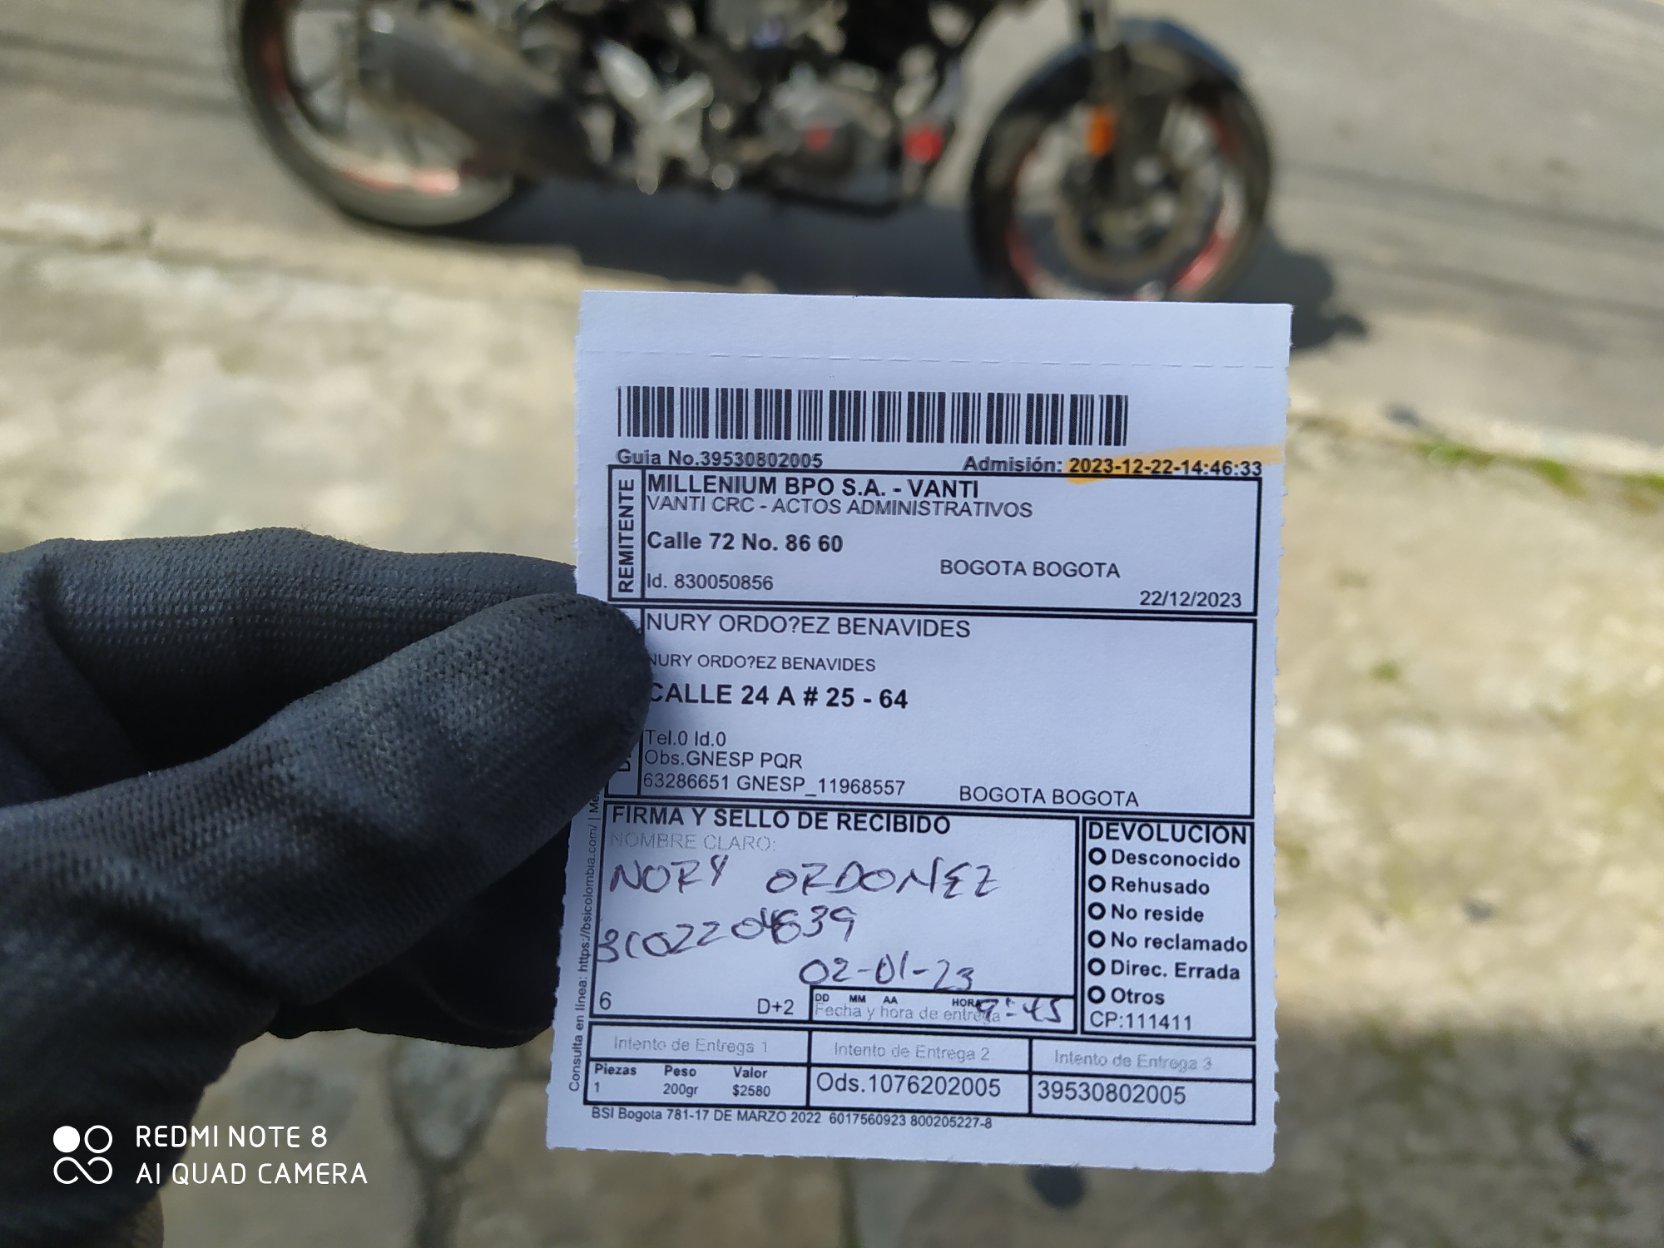 Guia No.39530802005
Admisión: 2023-12-22-14:46:33
REMITENTE
MILLENIUM BPO S.A. - VANTI
VANTI CRC - ACTOS ADMINISTRATIVOS
Calle 72 No. 86 60
BOGOTA BOGOTA
Id. 830050856
22/12/2023
NURY ORDO?EZ BENAVIDES
NURY ORDO?EZ BENAVIDES
CALLE 24 A # 25 - 64
Tel.0 Id.0
Obs.GNESP PQR
63286651 GNESP_11968557
BOGOTA BOGOTA
FIRMA Y SELLO DE RECIBIDO
NOMBRE CLARO:
NORY ORDONEZ
02-01-23
6
D+2
DD MM AA HORA
9:45
Fecha y hora de entrega
DEVOLUCION
Desconocido
Rehusado
No reside
No reclamado
Direc. Errada
Otros
CP:111411
Intento de Entrega 1
Intento de Entrega 2
Intento de Entrega 3
Piezas Peso Valor
1 200gr $2580
Ods.1076202005
39530802005
BSI Bogota 781-17 DE MARZO 2022 6017560923 800205227-8
Consulta en línea: https://bsicolombia.com/ |
REDMI NOTE 8
AI QUAD CAMERA